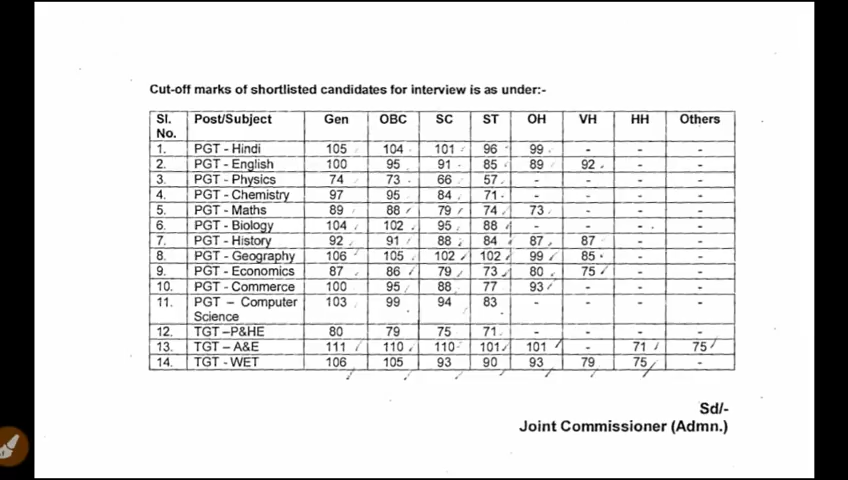 Cut-off marks of shortlisted candidates for interview is as under:-
Sl. No. Post/Subject Gen OBC SC ST OH VH HH Others
1. PGT - Hindi 105 104 101 96 99 - - -
2. PGT - English 100 95 91 85 89 92 - -
3. PGT - Physics 74 73 66 57 - - - -
4. PGT - Chemistry 97 95 84 71 - - - -
5. PGT - Maths 89 88 79 74 73 - - -
6. PGT - Biology 104 102 95 88 - - - -
7. PGT - History 92 91 88 84 87 87 - -
8. PGT - Geography 106 105 102 102 99 85 - -
9. PGT - Economics 87 86 79 73 80 75 - -
10. PGT - Commerce 100 95 88 77 93 - - -
11. PGT – Computer Science 103 99 94 83 - - - -
12. TGT –P&HE 80 79 75 71 - - - -
13. TGT – A&E 111 110 110 101 101 - 71 75
14. TGT -WET 106 105 93 90 93 79 75 -
Sd/-
Joint Commissioner (Admn.)